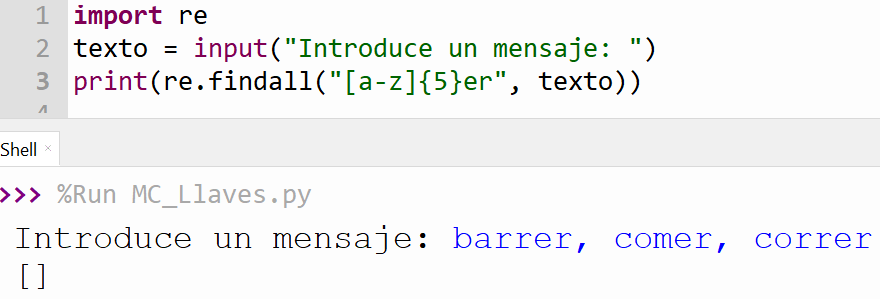 1 import re
2 texto = input("Introduce un mensaje: ")
3 print(re.findall("[a-z]{5}er", texto))
4
Shell ×
>>> %Run MC_Llaves.py
Introduce un mensaje: barrer, comer, correr
[]